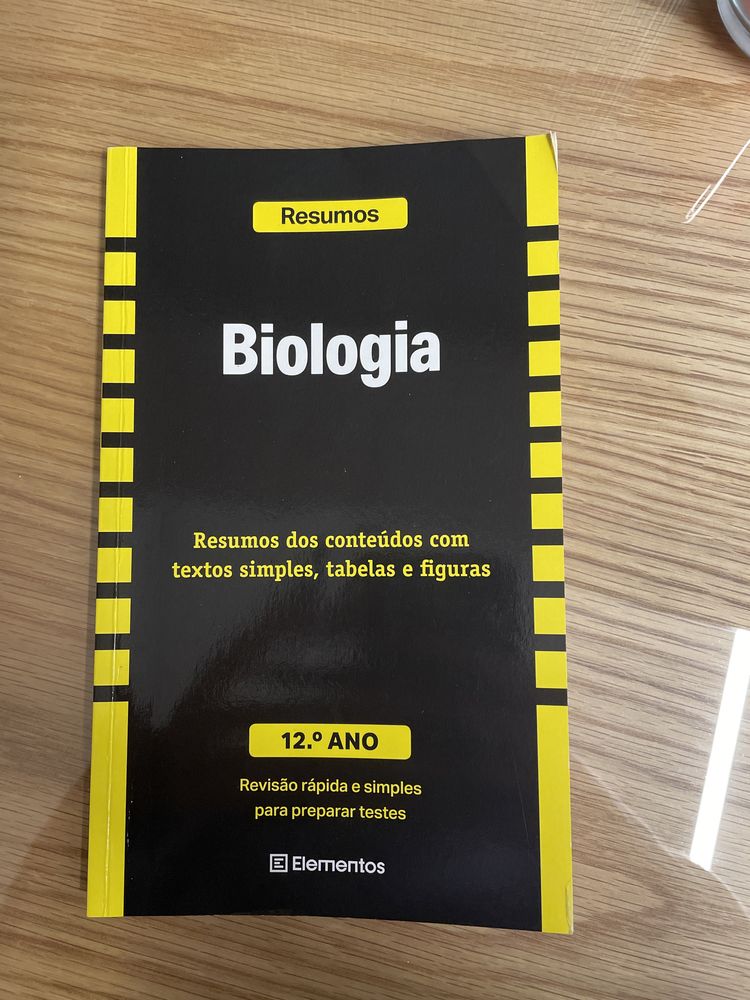 Resumos
Biologia
Resumos dos conteúdos com
textos simples, tabelas e figuras
12.º ANO
Revisão rápida e simples
para preparar testes
Elementos